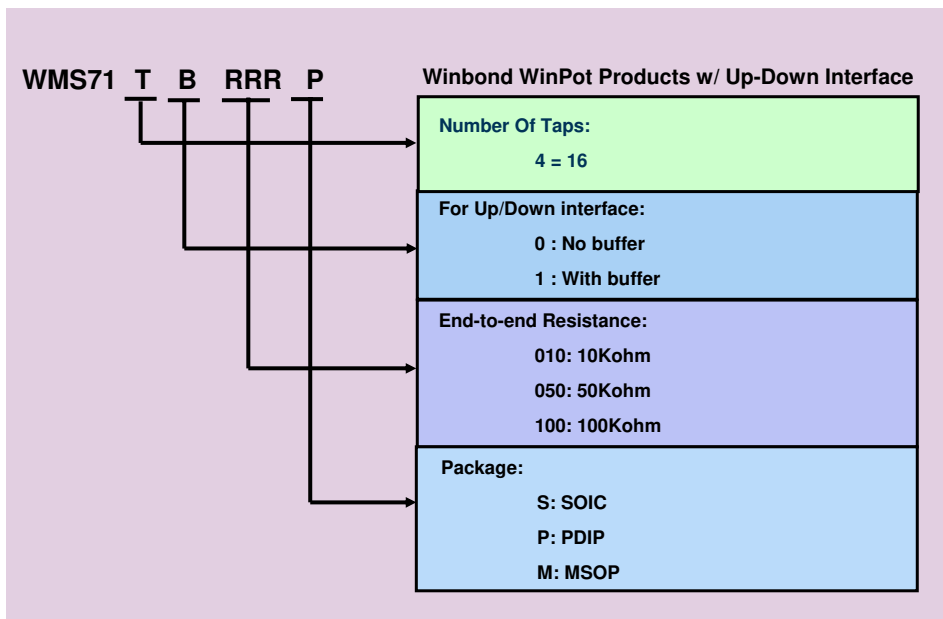 WMS71 T B RRR P
Winbond WinPot Products w/ Up-Down Interface
Number Of Taps:
4 = 16
For Up/Down interface:
0 : No buffer
1 : With buffer
End-to-end Resistance:
010: 10Kohm
050: 50Kohm
100: 100Kohm
Package:
S: SOIC
P: PDIP
M: MSOP